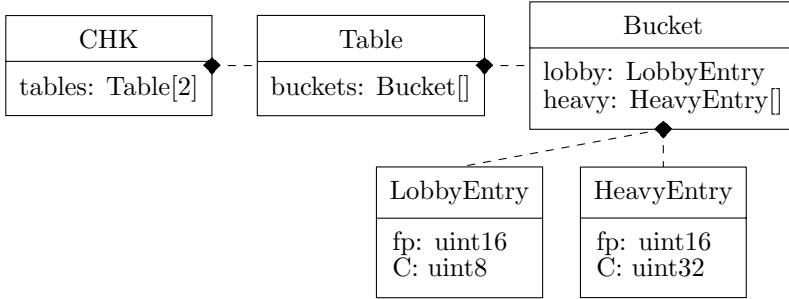 CHK
tables: Table[2]
Table
buckets: Bucket[]
Bucket
lobby: LobbyEntry
heavy: HeavyEntry[]
LobbyEntry
fp: uint16
C: uint8
HeavyEntry
fp: uint16
C: uint32